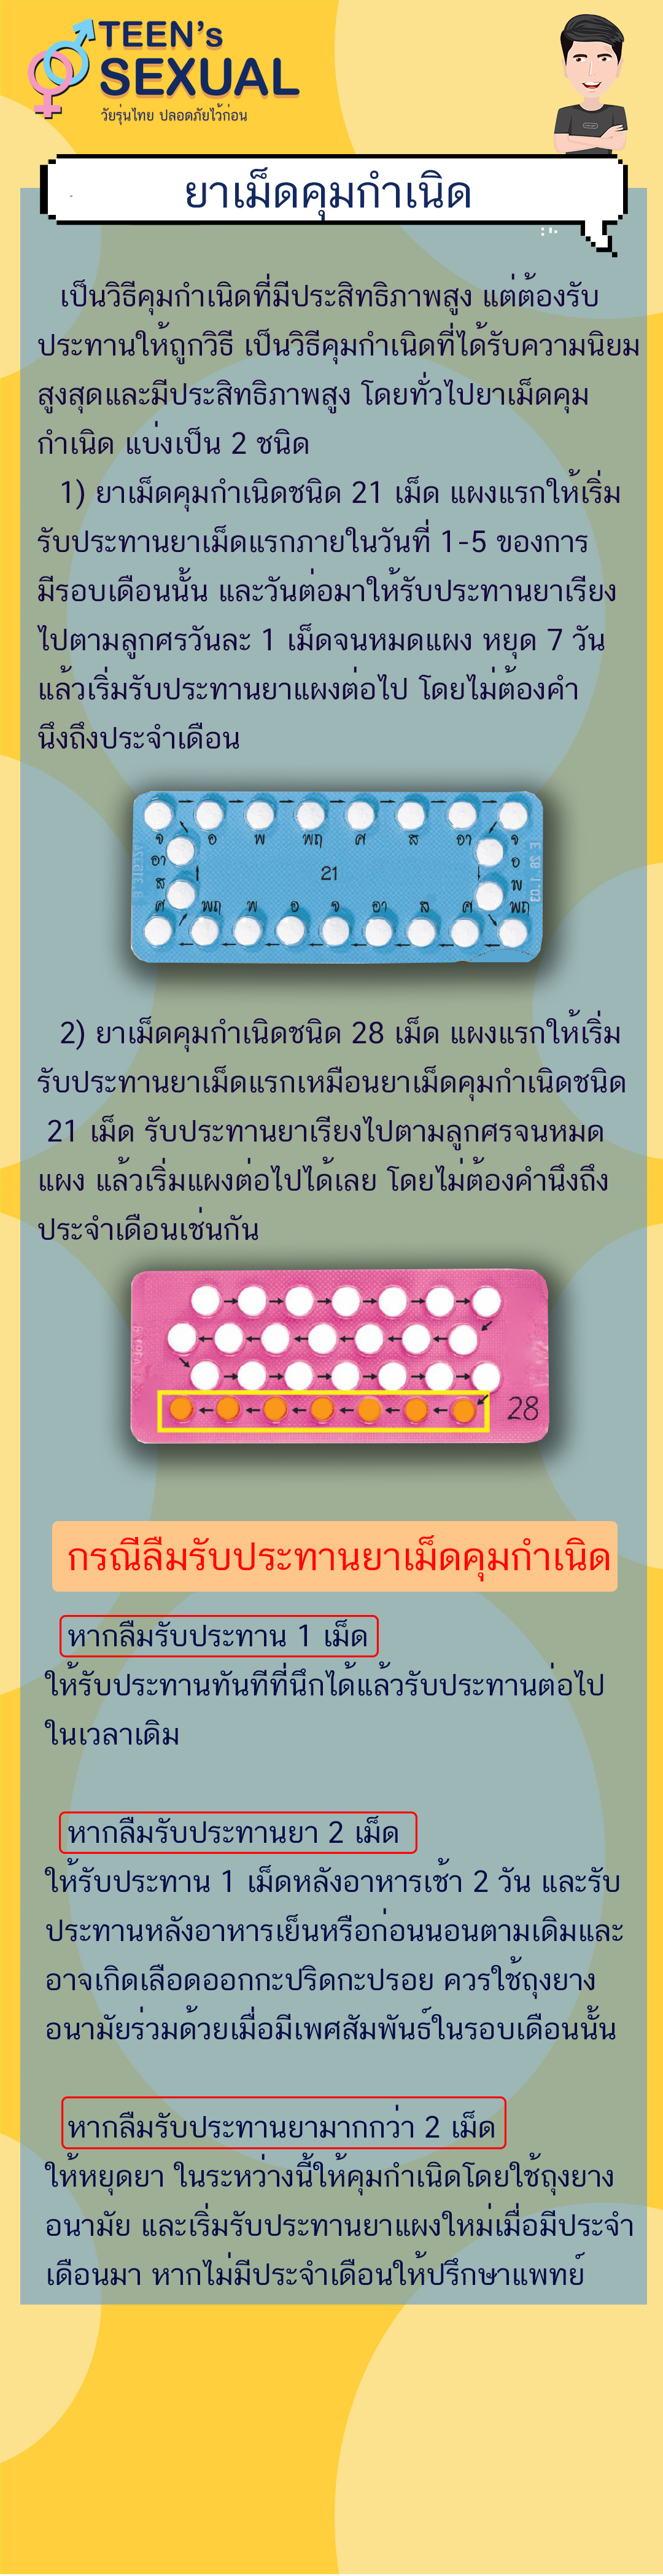 TEEN's
SEXUAL
วัยรุ่นไทย ปลอดภัยไว้ก่อน
ยาเม็ดคุมกำเนิด
เป็นวิธีคุมกำเนิดที่มีประสิทธิภาพสูง แต่ต้องรับ
ประทานให้ถูกวิธี เป็นวิธีคุมกำเนิดที่ได้รับความนิยม
สูงสุดและมีประสิทธิภาพสูง โดยทั่วไปยาเม็ดคุม
กำเนิด แบ่งเป็น 2 ชนิด
1) ยาเม็ดคุมกำเนิดชนิด 21 เม็ด แผงแรกให้เริ่ม
รับประทานยาเม็ดแรกภายในวันที่ 1-5 ของการ
มีรอบเดือนนั้น และวันต่อมาให้รับประทานยาเรียง
ไปตามลูกศรวันละ 1 เม็ดจนหมดแผง หยุด 7 วัน
แล้วเริ่มรับประทานยาแผงต่อไป โดยไม่ต้องคำ
นึงถึงประจำเดือน
จ อ พ พฤ ศ ส อา จ
อา อ
21
ส พ
ศ พฤ พ อ จ อา ส ศ พฤ
2) ยาเม็ดคุมกำเนิดชนิด 28 เม็ด แผงแรกให้เริ่ม
รับประทานยาเม็ดแรกเหมือนยาเม็ดคุมกำเนิดชนิด
21 เม็ด รับประทานยาเรียงไปตามลูกศรจนหมด
แผง แล้วเริ่มแผงต่อไปได้เลย โดยไม่ต้องคำนึงถึง
ประจำเดือนเช่นกัน
28
กรณีลืมรับประทานยาเม็ดคุมกำเนิด
หากลืมรับประทาน 1 เม็ด
ให้รับประทานทันทีที่นึกได้แล้วรับประทานต่อไป
ในเวลาเดิม
หากลืมรับประทานยา 2 เม็ด
ให้รับประทาน 1 เม็ดหลังอาหารเช้า 2 วัน และรับ
ประทานหลังอาหารเย็นหรือก่อนนอนตามเดิมและ
อาจเกิดเลือดออกกะปริดกะปรอย ควรใช้ถุงยาง
อนามัยร่วมด้วยเมื่อมีเพศสัมพันธ์ในรอบเดือนนั้น
หากลืมรับประทานยามากกว่า 2 เม็ด
ให้หยุดยา ในระหว่างนี้ให้คุมกำเนิดโดยใช้ถุงยาง
อนามัย และเริ่มรับประทานยาแผงใหม่เมื่อมีประจำ
เดือนมา หากไม่มีประจำเดือนให้ปรึกษาแพทย์